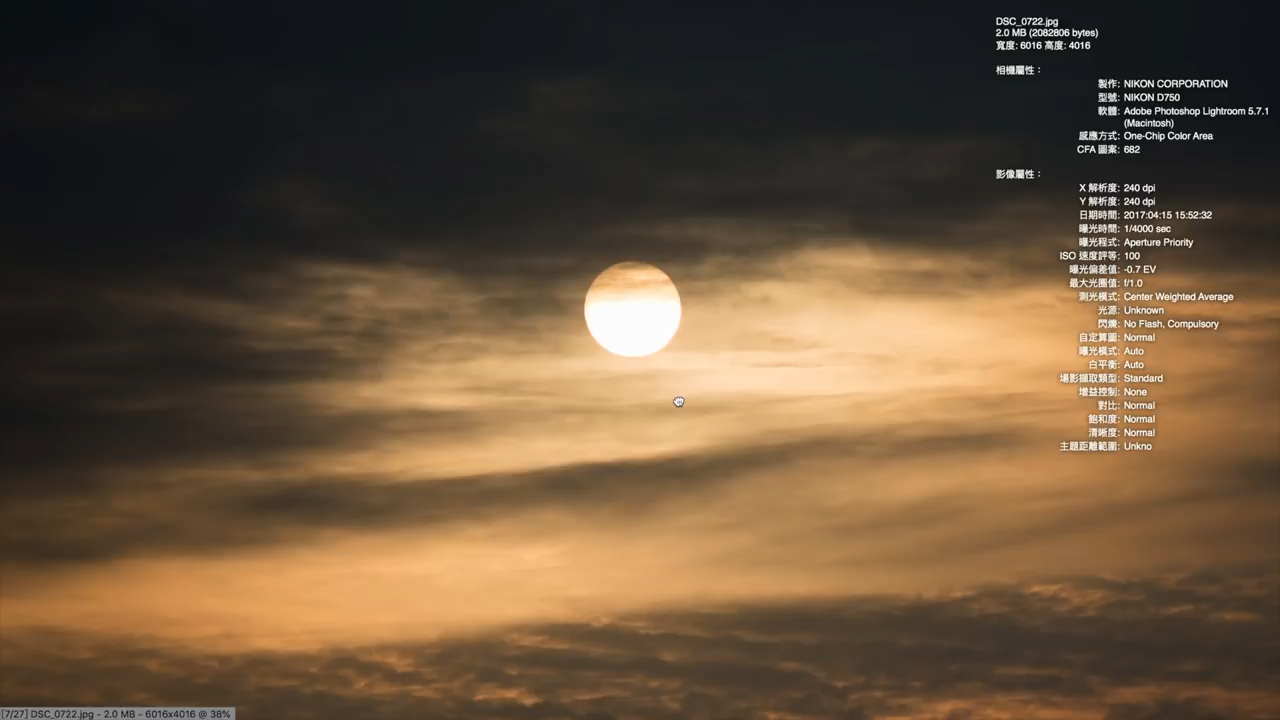 DSC_0722.jpg
2.0 MB (2082806 bytes)
寬度: 6016 高度: 4016
相機屬性：
製作: NIKON CORPORATION
型號: NIKON D750
軟體: Adobe Photoshop Lightroom 5.7.1
(Macintosh)
感應方式: One-Chip Color Area
CFA 圖案: 682
影像屬性：
X 解析度: 240 dpi
Y 解析度: 240 dpi
日期時間: 2017:04:15 15:52:32
曝光時間: 1/4000 sec
曝光程式: Aperture Priority
ISO 速度評等: 100
曝光偏差值: -0.7 EV
最大光圈值: f/1.0
測光模式: Center Weighted Average
光源: Unknown
閃爍: No Flash, Compulsory
自定算圖: Normal
曝光模式: Auto
白平衡: Auto
場影擷取類型: Standard
增益控制: None
對比: Normal
飽和度: Normal
清晰度: Normal
主題距離範圍: Unkno
[7/27] DSC_0722.jpg - 2.0 MB - 6016x4016 @ 38%